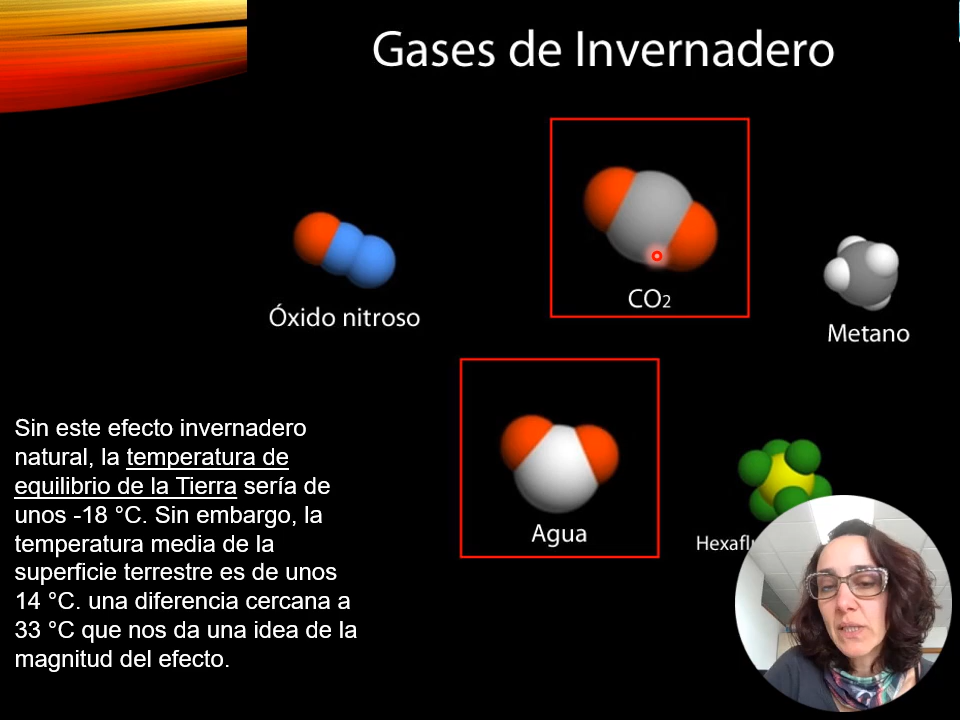 Gases de Invernadero
CO2
Óxido nitroso
Metano
Sin este efecto invernadero
natural, la temperatura de
equilibrio de la Tierra sería de
unos -18 °C. Sin embargo, la
temperatura media de la
superficie terrestre es de unos
14 °C. una diferencia cercana a
33 °C que nos da una idea de la
magnitud del efecto.
Agua